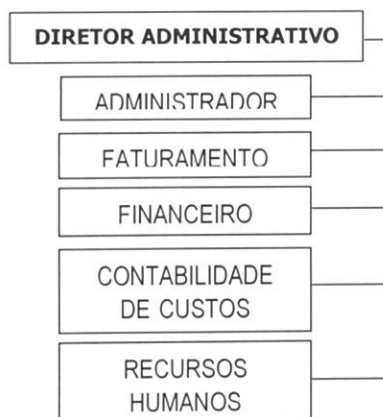 DIRETOR ADMINISTRATIVO
ADMINISTRADOR
FATURAMENTO
FINANCEIRO
CONTABILIDADE
DE CUSTOS
RECURSOS
HUMANOS